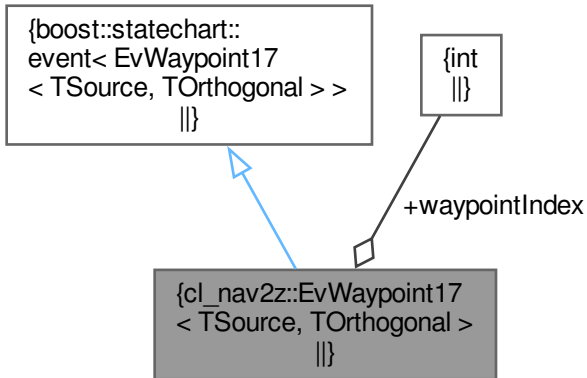 {boost::statechart::
event< EvWaypoint17
< TSource, TOrthogonal > >
||}
{int
||}
+waypointIndex
{cl_nav2z::EvWaypoint17
< TSource, TOrthogonal >
||}